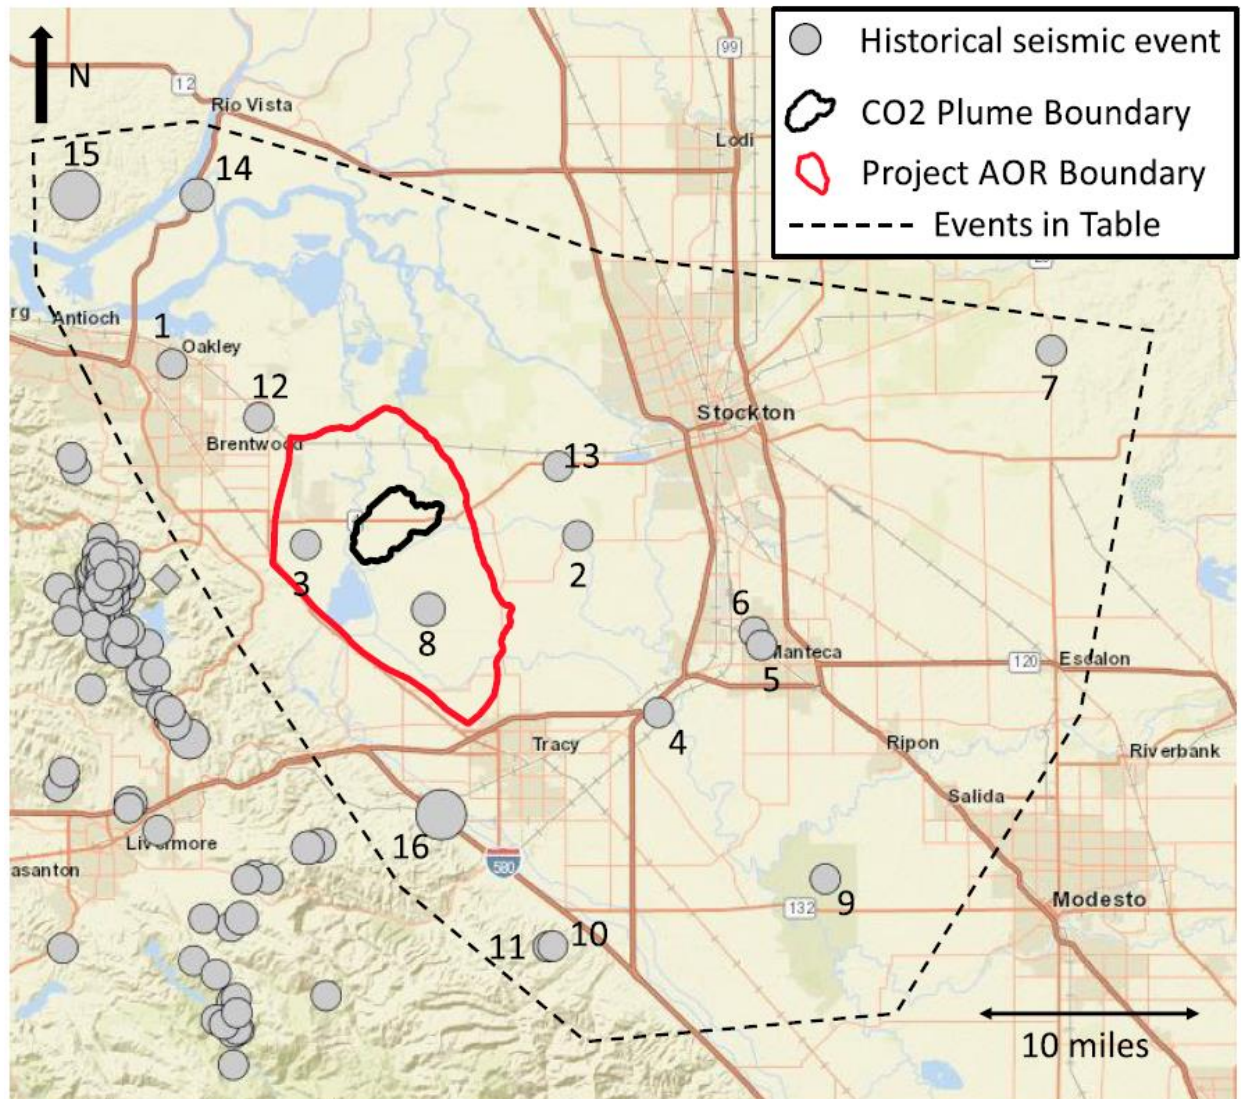 N
99
12
Rio Vista
Lodi
Historical seismic event
CO2 Plume Boundary
Project AOR Boundary
Events in Table
15
14
rg
Antioch
1
Oakley
12
Brentwood
7
Stockton
13
3
2
8
6
Manteca
5
120
Escalon
4
Tracy
Ripon
Riverbank
Salida
Livermore
16
580
asanton
9
132
Modesto
11
10
10 miles